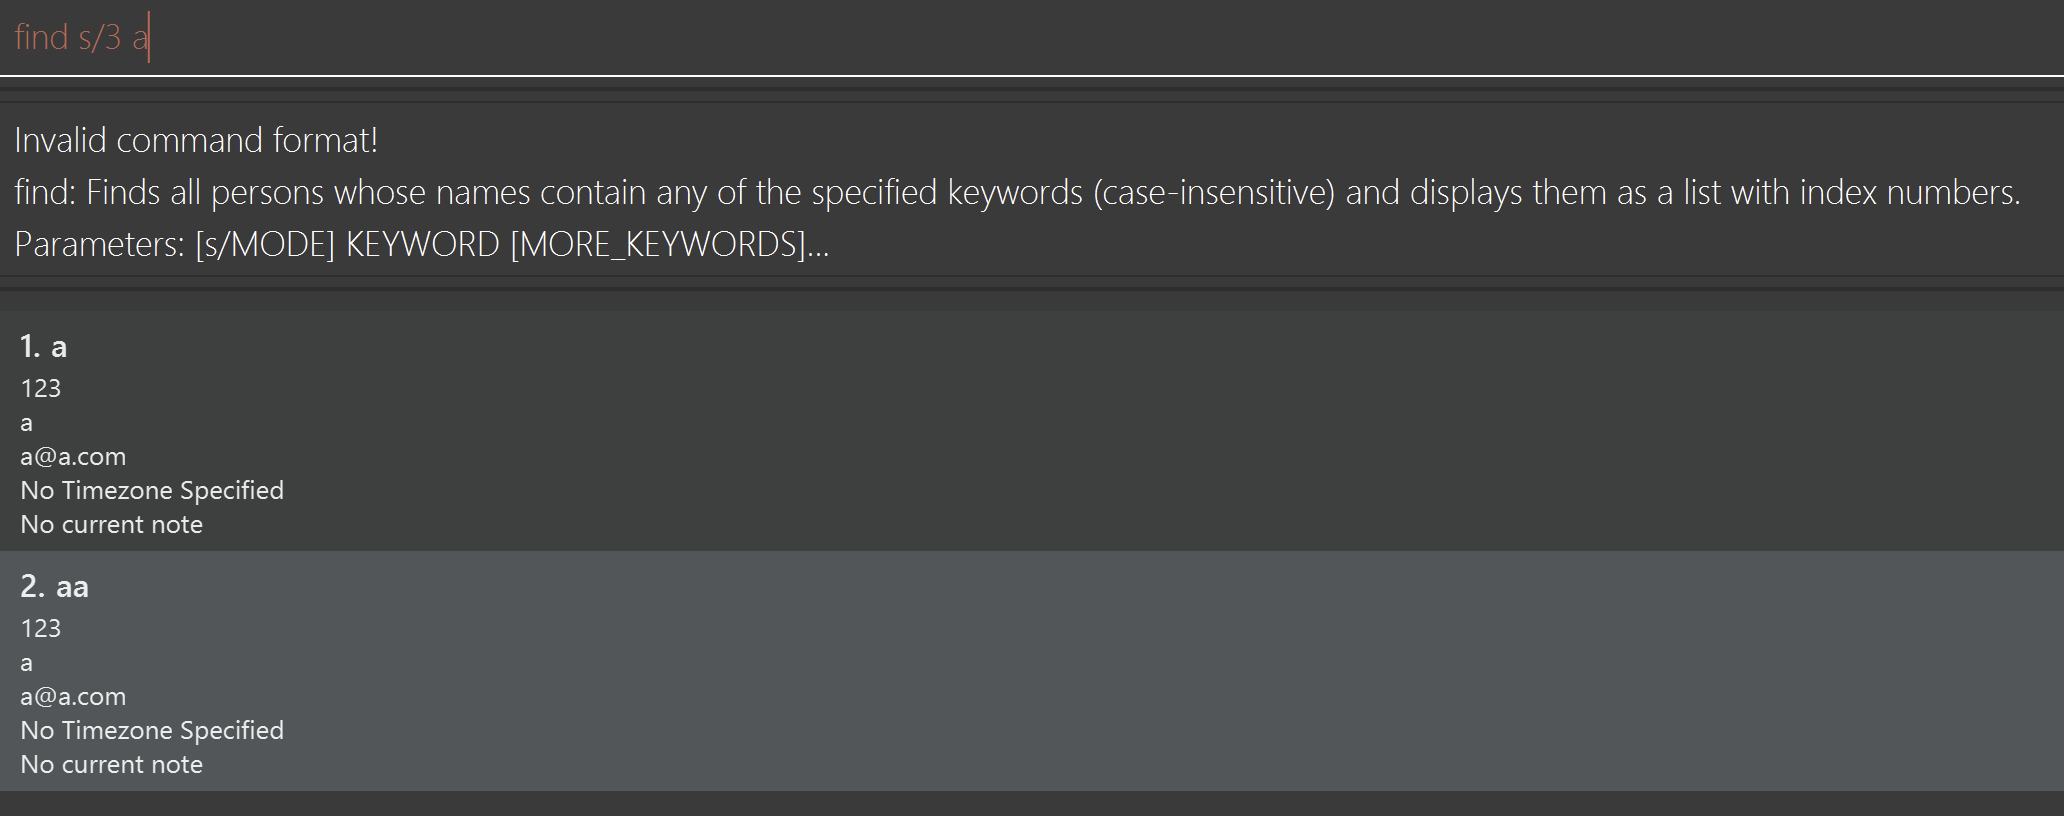 find s/3 a
Invalid command format!
find: Finds all persons whose names contain any of the specified keywords (case-insensitive) and displays them as a list with index numbers.
Parameters: [s/MODE] KEYWORD [MORE_KEYWORDS]...
1. a
123
a
a@a.com
No Timezone Specified
No current note
2. aa
123
a
a@a.com
No Timezone Specified
No current note